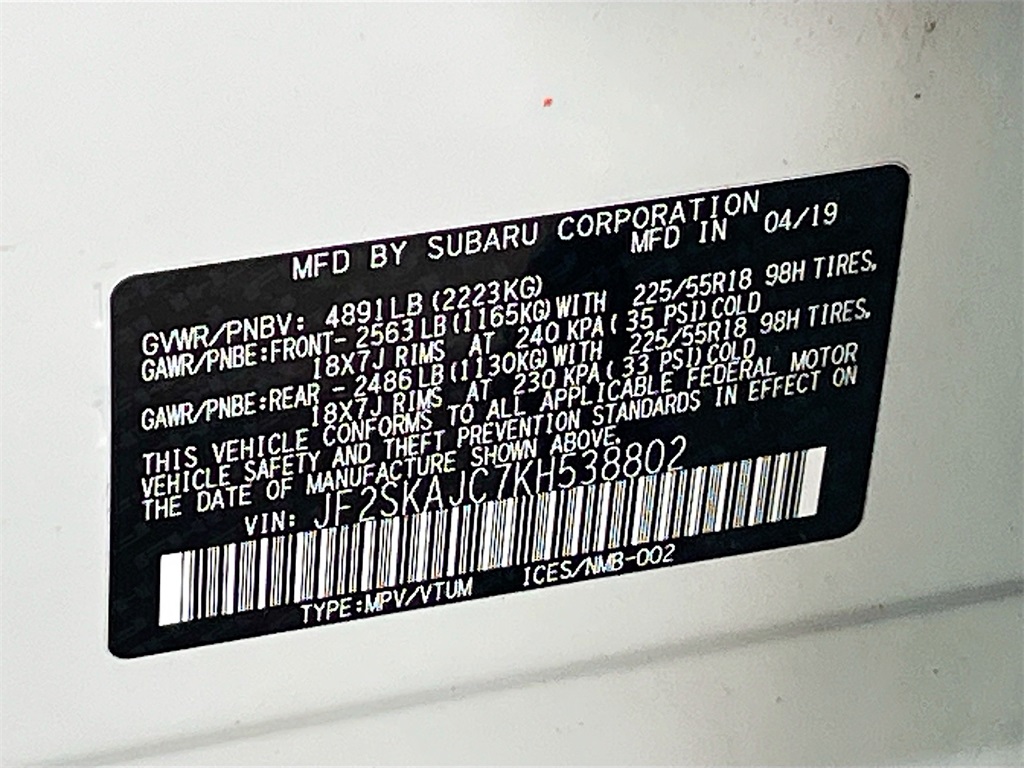 MFD BY SUBARU CORPORATION
MFD IN 04/19
GVWR/PNBV: 4891LB (2223KG)
GAWR/PNBE:FRONT- 2563LB (1165KG) WITH 225/55R18 98H TIRES,
18X7J RIMS AT 240 KPA ( 35 PSI) COLD
GAWR/PNBE:REAR - 2486LB (1130KG) WITH 225/55R18 98H TIRES,
18X7J RIMS AT 230 KPA ( 33 PSI) COLD
THIS VEHICLE CONFORMS TO ALL APPLICABLE FEDERAL MOTOR
VEHICLE SAFETY AND THEFT PREVENTION STANDARDS IN EFFECT ON
THE DATE OF MANUFACTURE SHOWN ABOVE.
VIN: JF2SKAJC7KH538802
TYPE:MPV/VTUM ICES/NMB-002